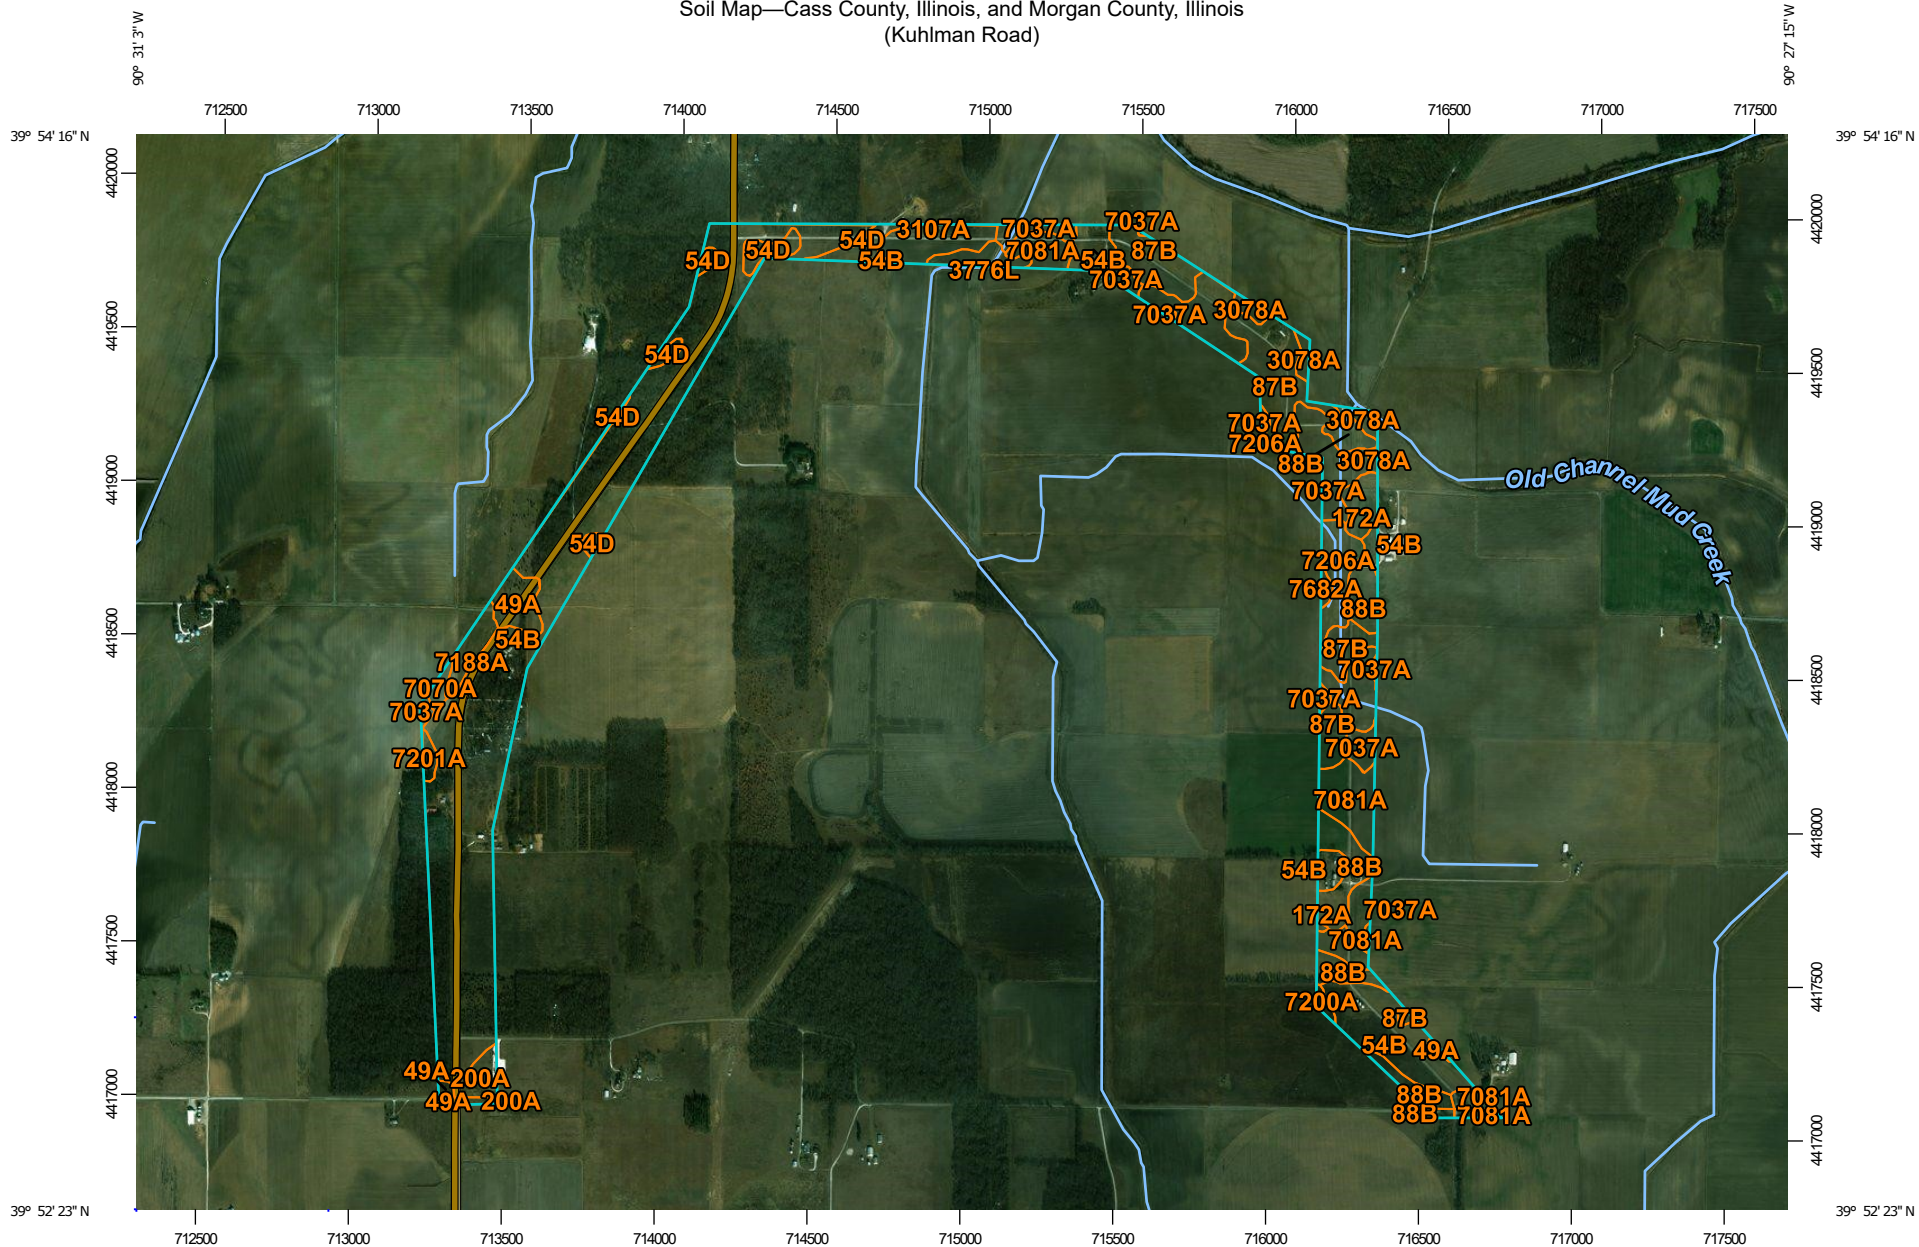 Soil Map—Cass County, Illinois, and Morgan County, Illinois
(Kuhlman Road)
90° 31' 3'' W
90° 27' 15'' W
712500 713000 713500 714000 714500 715000 715500 716000 716500 717000 717500
39° 54' 16'' N
39° 54' 16'' N
4420000
4420000
7037A
3107A
7037A
54D
54D
7081A
87B
54D
54B
54B
3776L
7037A
7037A
3078A
4419500
54D
3078A
4419500
87B
54D
7037A
3078A
7206A
88B
3078A
4419000
Old Channel Mud Creek
7037A
172A
4419000
54D
54B
7206A
7682A
49A
88B
4418500
54B
87B
7188A
7037A
4418500
7070A
7037A
7037A
87B
7037A
7201A
4418000
7081A
4418000
54B
88B
172A
7037A
4417500
7081A
88B
4417500
7200A
87B
54B
49A
49A
200A
4417000
88B
7081A
49A
200A
88B
7081A
4417000
39° 52' 23'' N
39° 52' 23'' N
712500 713000 713500 714000 714500 715000 715500 716000 716500 717000 717500